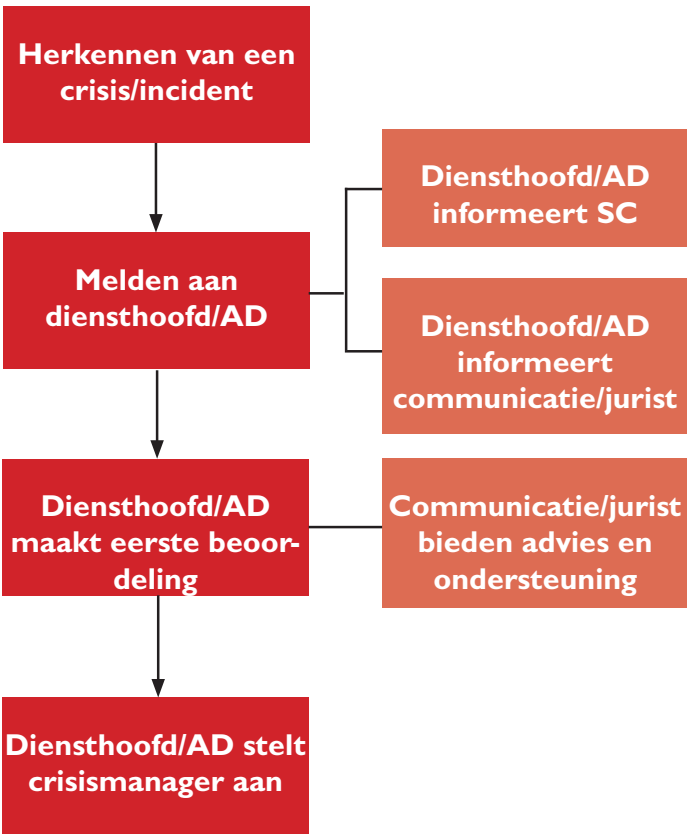 Herkennen van een
crisis/incident
Diensthoofd/AD
informeert SC
Melden aan
diensthoofd/AD
Diensthoofd/AD
informeert
communicatie/jurist
Diensthoofd/AD
maakt eerste beoor-
deling
Communicatie/jurist
bieden advies en
ondersteuning
Diensthoofd/AD stelt
crisismanager aan